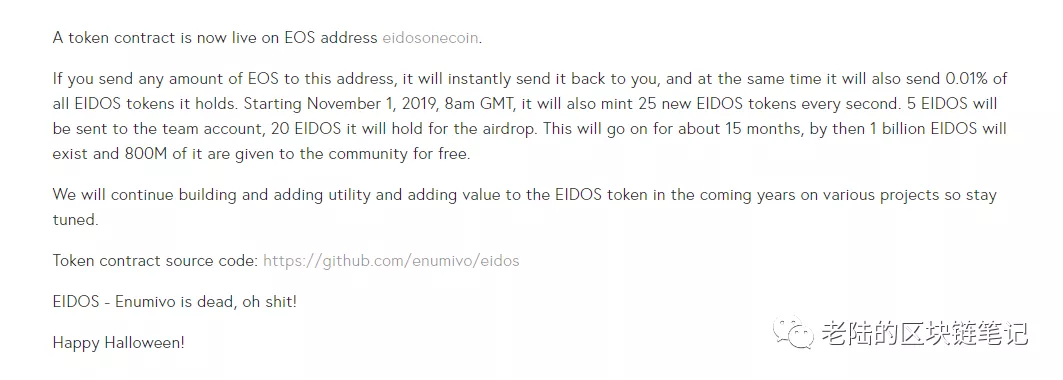 A token contract is now live on EOS address eidosonecoin.
If you send any amount of EOS to this address, it will instantly send it back to you, and at the same time it will also send 0.01% of
all EIDOS tokens it holds. Starting November 1, 2019, 8am GMT, it will also mint 25 new EIDOS tokens every second. 5 EIDOS will
be sent to the team account, 20 EIDOS it will hold for the airdrop. This will go on for about 15 months, by then 1 billion EIDOS will
exist and 800M of it are given to the community for free.
We will continue building and adding utility and adding value to the EIDOS token in the coming years on various projects so stay
tuned.
Token contract source code: https://github.com/enumivo/eidos
EIDOS - Enumivo is dead, oh shit!
Happy Halloween!
老陆的区块链笔记